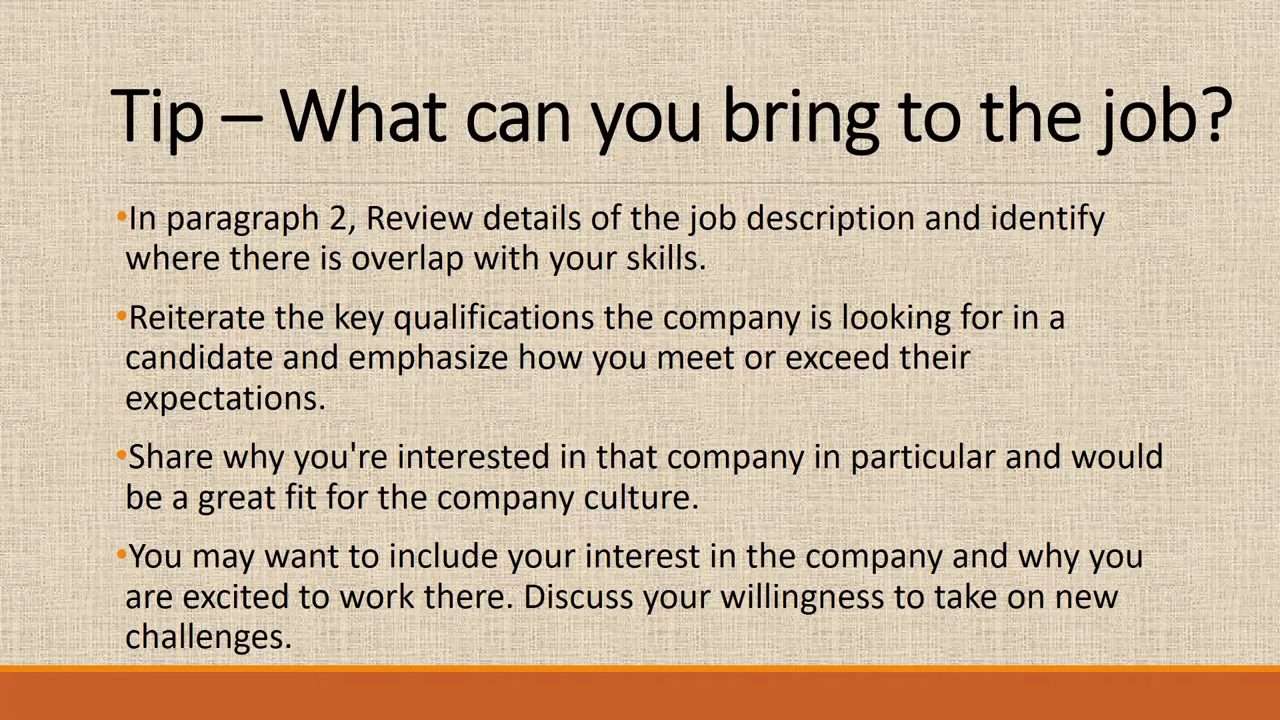 Tip – What can you bring to the job?
•In paragraph 2, Review details of the job description and identify
where there is overlap with your skills.
•Reiterate the key qualifications the company is looking for in a
candidate and emphasize how you meet or exceed their
expectations.
•Share why you're interested in that company in particular and would
be a great fit for the company culture.
•You may want to include your interest in the company and why you
are excited to work there. Discuss your willingness to take on new
challenges.